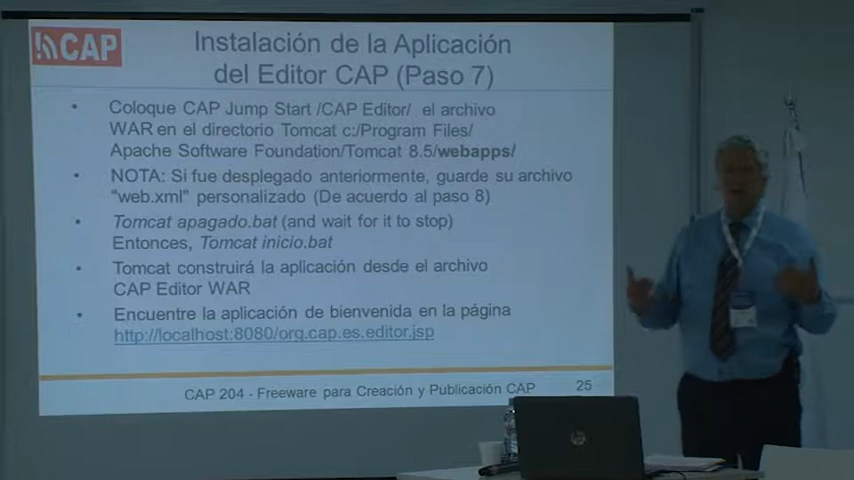 CAP
Instalación de la Aplicación
del Editor CAP (Paso 7)
• Coloque CAP Jump Start /CAP Editor/ el archivo
WAR en el directorio Tomcat c:/Program Files/
Apache Software Foundation/Tomcat 8.5/webapps/
• NOTA: Si fue desplegado anteriormente, guarde su archivo
"web.xml" personalizado (De acuerdo al paso 8)
• Tomcat apagado.bat (and wait for it to stop)
Entonces, Tomcat inicio.bat
• Tomcat construirá la aplicación desde el archivo
CAP Editor WAR
• Encuentre la aplicación de bienvenida en la página
http://localhost:8080/org.cap.es.editor.jsp
CAP 204 - Freeware para Creación y Publicación CAP 25
hp